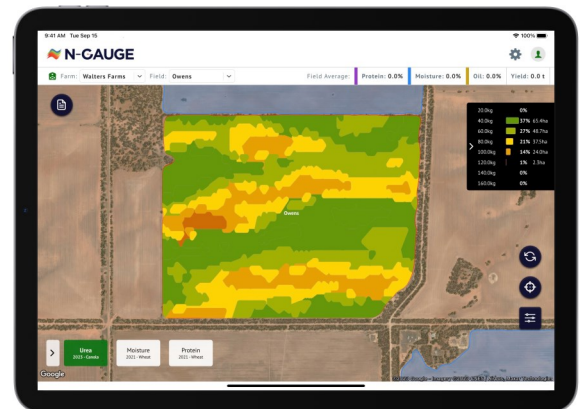 9:41 AM Tue Sep 15
100%
N-GAUGE
Farm: Walters Farms Field: Owens Field Average: Protein: 0.0% Moisture: 0.0% Oil: 0.0% Yield: 0.0 t
20.0kg 0%
40.0kg 37% 65.4ha
60.0kg 27% 48.7ha
80.0kg 21% 37.5ha
100.0kg 14% 24.0ha
120.0kg 1% 2.3ha
140.0kg 0%
160.0kg 0%
Owens
Urea Moisture Protein
2023 - Canola 2021 - Wheat 2021 - Wheat
Google